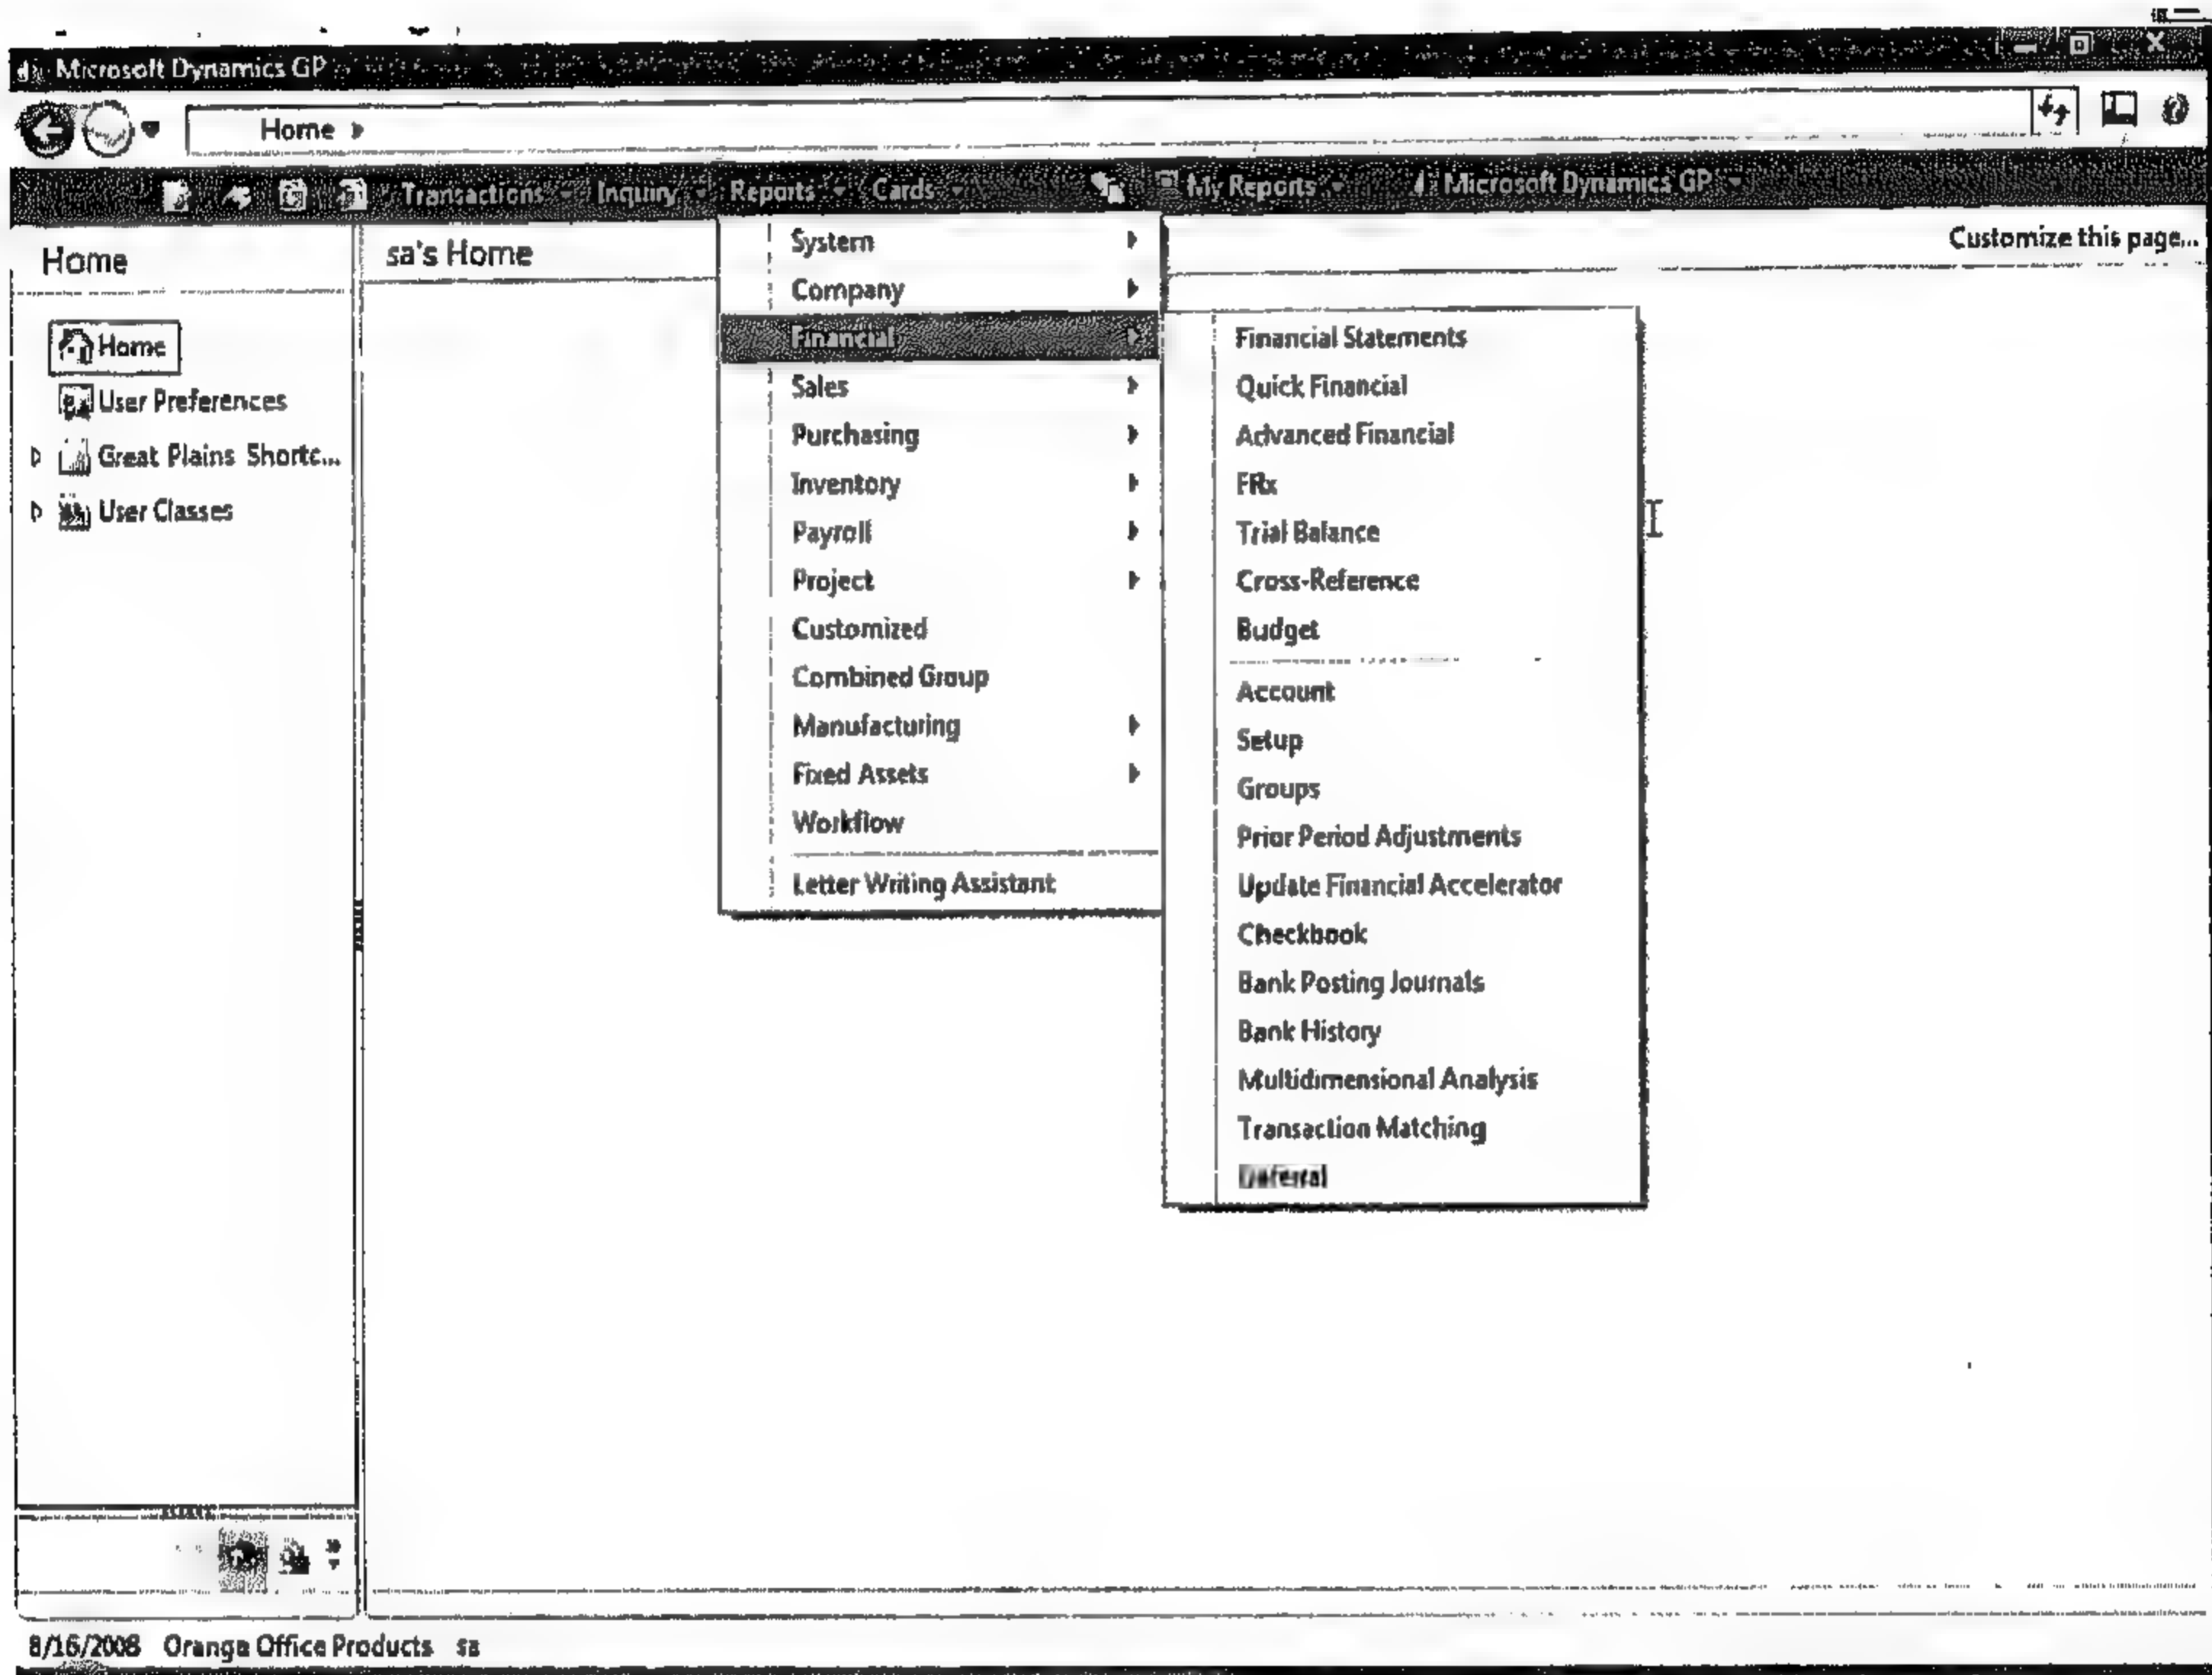 Microsoft Dynamics GP
Home
Transactions Inquiry Reports Cards My Reports Microsoft Dynamics GP
Home
sa's Home
Customize this page...
Home
User Preferences
Great Plains Shortc...
User Classes
System
Company
Financial
Sales
Purchasing
Inventory
Payroll
Project
Customized
Combined Group
Manufacturing
Fixed Assets
Workflow
Letter Writing Assistant
Financial Statements
Quick Financial
Advanced Financial
FRx
Trial Balance
Cross-Reference
Budget
Account
Setup
Groups
Prior Period Adjustments
Update Financial Accelerator
Checkbook
Bank Posting Journals
Bank History
Multidimensional Analysis
Transaction Matching
8/16/2008 Orange Office Products sa